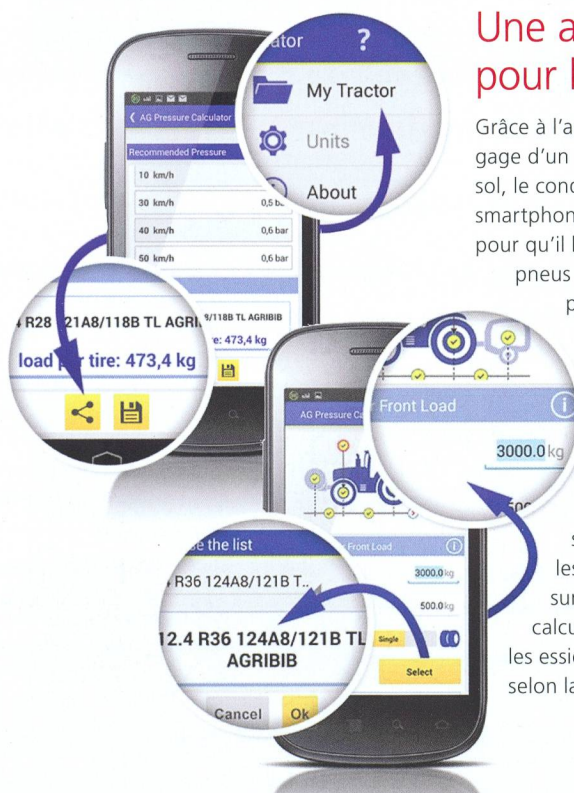 Une a
pour l
Grâce à l'a
gage d'un
sol, le cond
smartphon
pour qu'il l
pneus
p
s
les
sur
calcu
les essie
selon la
ator ?
My Tractor
Units
About
AG Pressure Calculator
Recommended Pressure
10 km/h
30 km/h 0,5 bar
40 km/h 0,6 bar
50 km/h 0,6 bar
8/118B TL AGRIBIB
re: 473,4 kg
R28 121A8/118B TL AGRI
load per tire: 473,4 kg
AG Pressure Ca
Front Load
3000.0 kg
500
Front Load
3000.0 kg
500.0 kg
Single
Select
se the list
R36 124A8/121B T..
12.4 R36 124A8/121B TL
AGRIBIB
Cancel Ok